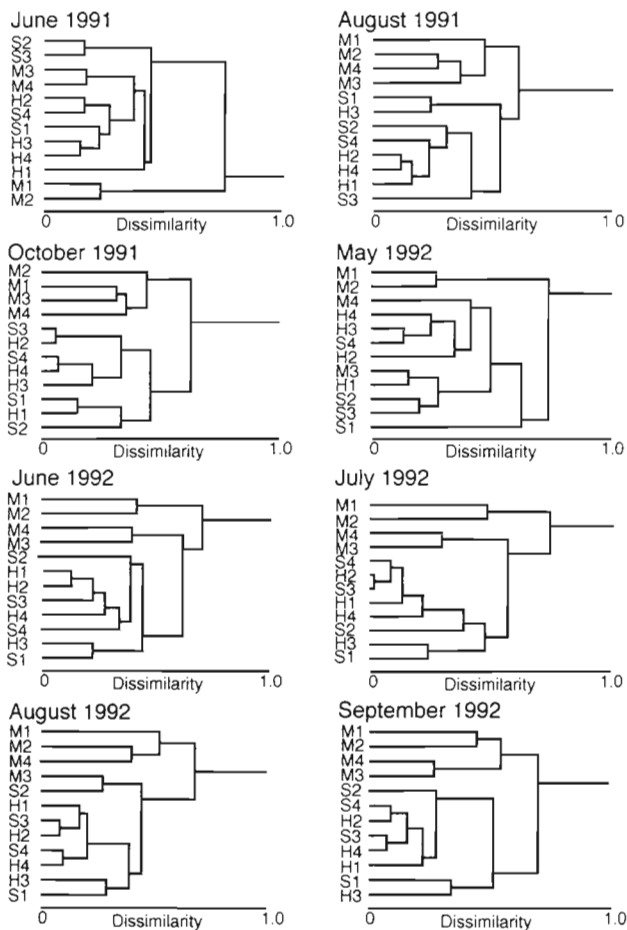 June 1991
S2
S3
M3
M4
H2
S4
S1
H3
H4
H1
M1
M2
0 Dissimilarity 1.0
August 1991
M1
M2
M4
M3
S1
H3
S2
S4
H2
H4
H1
S3
0 Dissimilarity 1.0
October 1991
M2
M1
M3
M4
S3
H2
S4
H4
H3
S1
H1
S2
0 Dissimilarity 1.0
May 1992
M1
M2
M4
H4
H3
S4
H2
M3
H1
S2
S3
S1
0 Dissimilarity 1.0
June 1992
M1
M2
M4
M3
S2
H1
H2
S3
H4
S4
H3
S1
0 Dissimilarity 1.0
July 1992
M1
M2
M4
M3
S4
H2
S3
H1
H4
S2
H3
S1
0 Dissimilarity 1.0
August 1992
M1
M2
M4
M3
S2
H1
S3
H2
S4
H4
H3
S1
0 Dissimilarity 1.0
September 1992
M1
M2
M4
M3
S2
S4
H2
S3
H4
H1
S1
H3
0 Dissimilarity 1.0